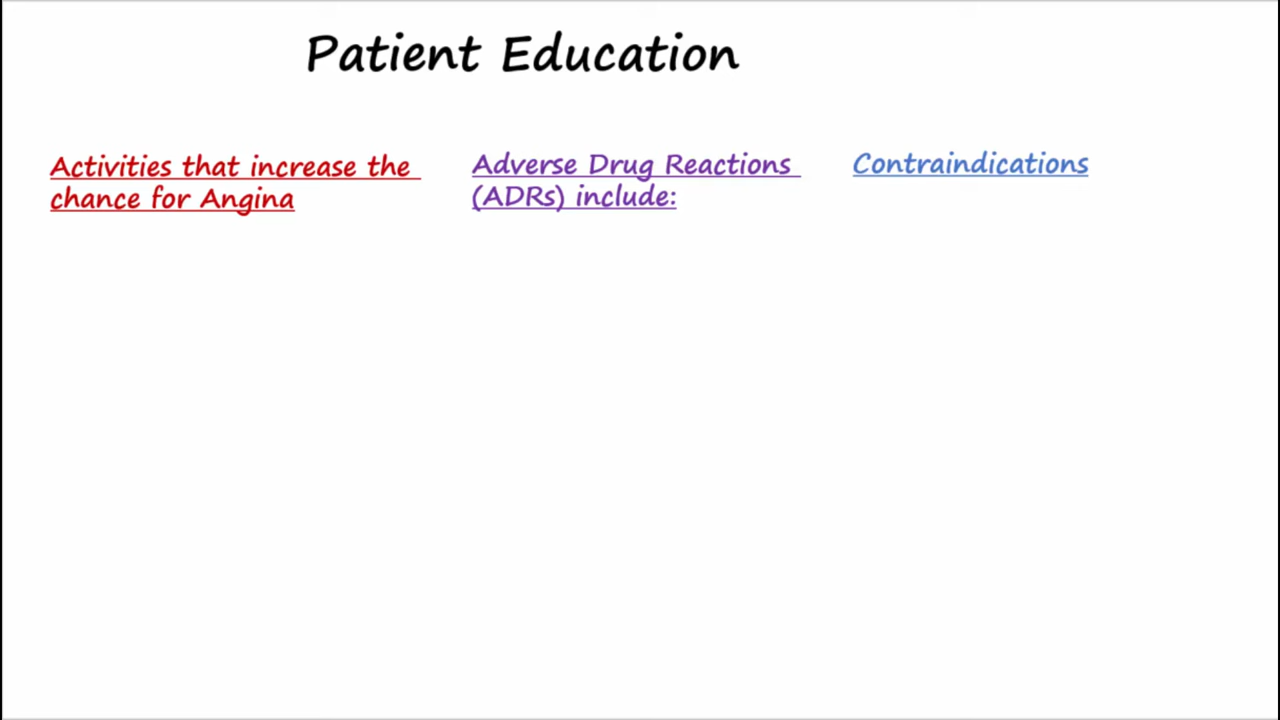 Patient Education
Activities that increase the
chance for Angina
Adverse Drug Reactions
(ADRs) include:
Contraindications